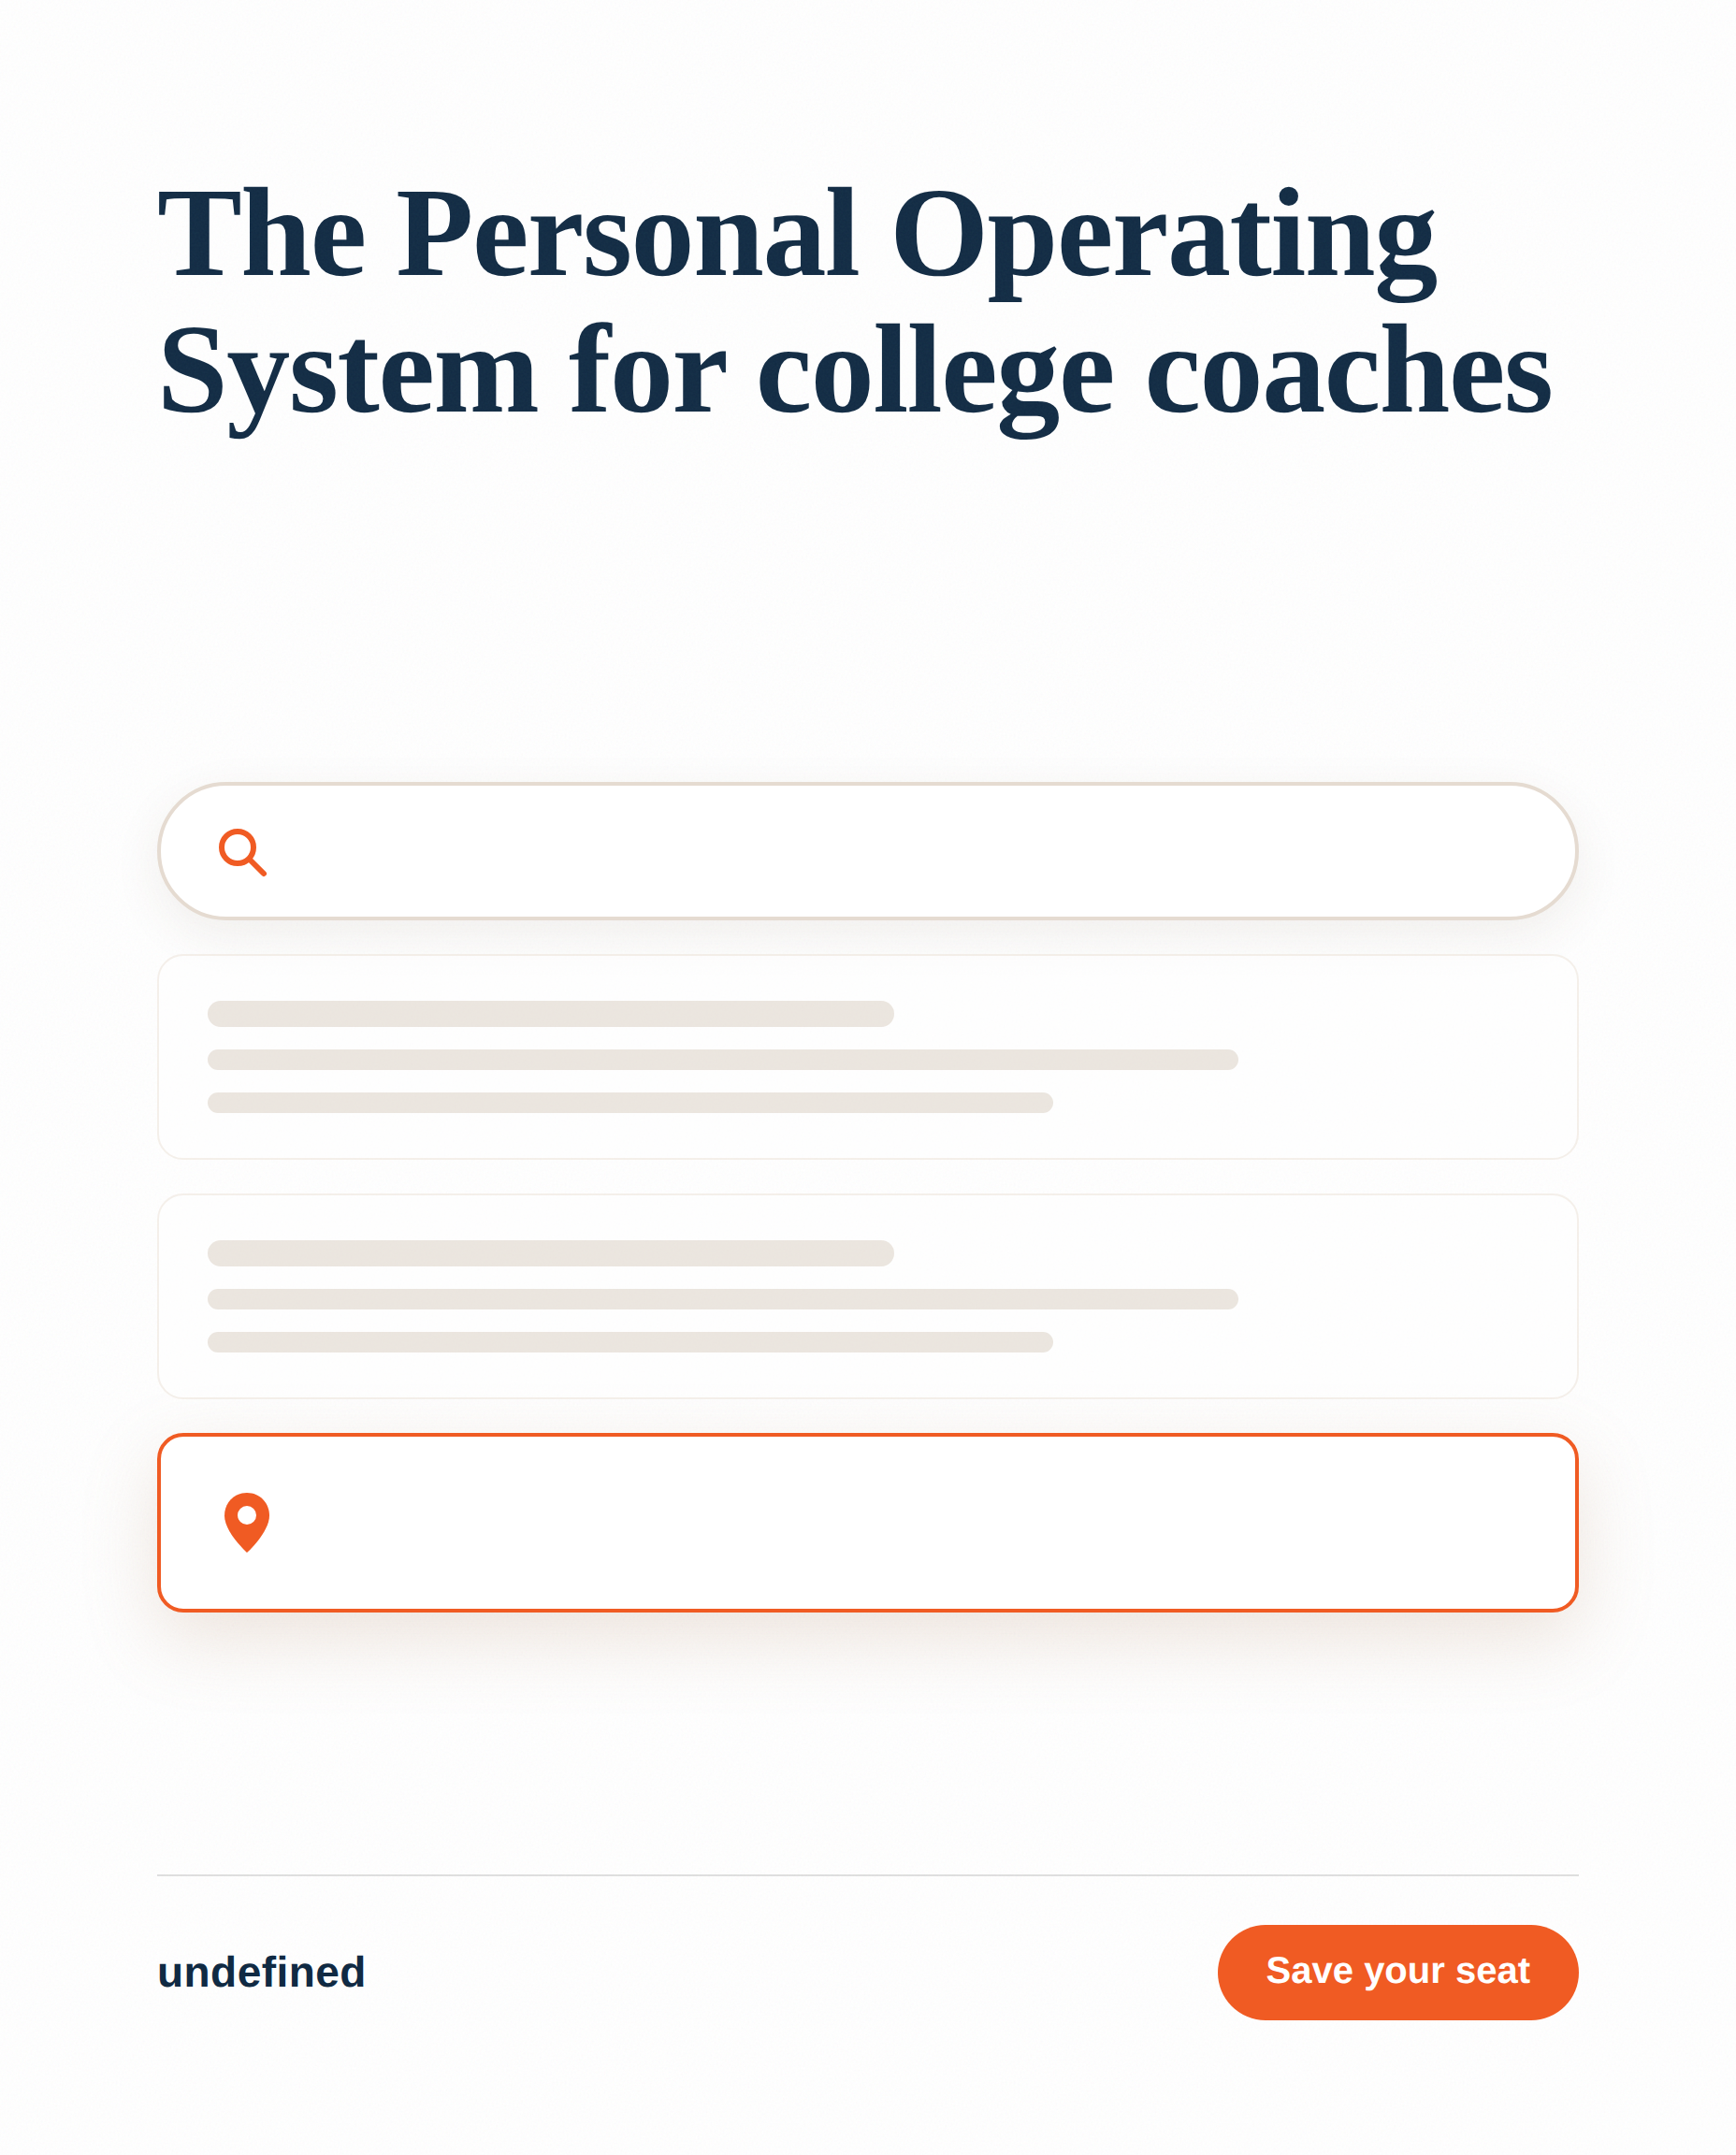 The Personal Operating
System for college coaches
undefined
Save your seat